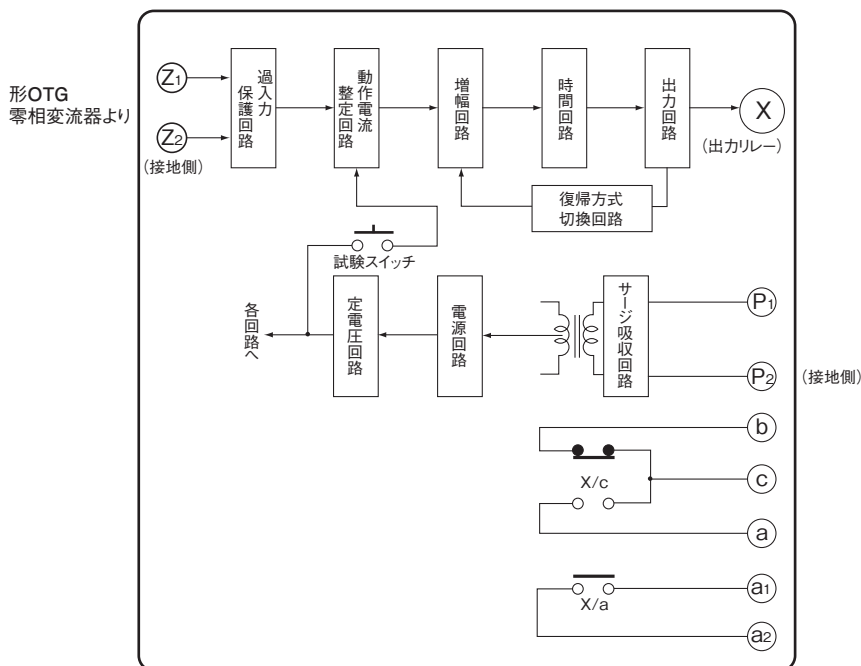 形OTG
零相変流器より
Z1
Z2
(接地側)
過入力
保護回路
動作電流
整定回路
増幅回路
時間回路
出力回路
X
(出力リレー)
復帰方式
切換回路
試験スイッチ
各回路へ
定電圧回路
電源回路
サージ吸収回路
P1
P2
(接地側)
b
X/c
c
a
X/a
a1
a2